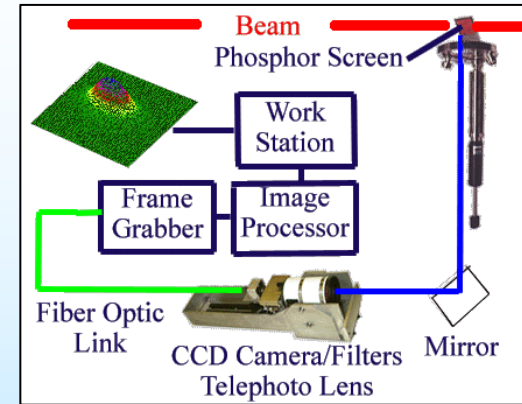 Beam
Phosphor Screen
Work
Station
Frame
Grabber
Image
Processor
Fiber Optic
Link
CCD Camera/Filters
Telephoto Lens
Mirror